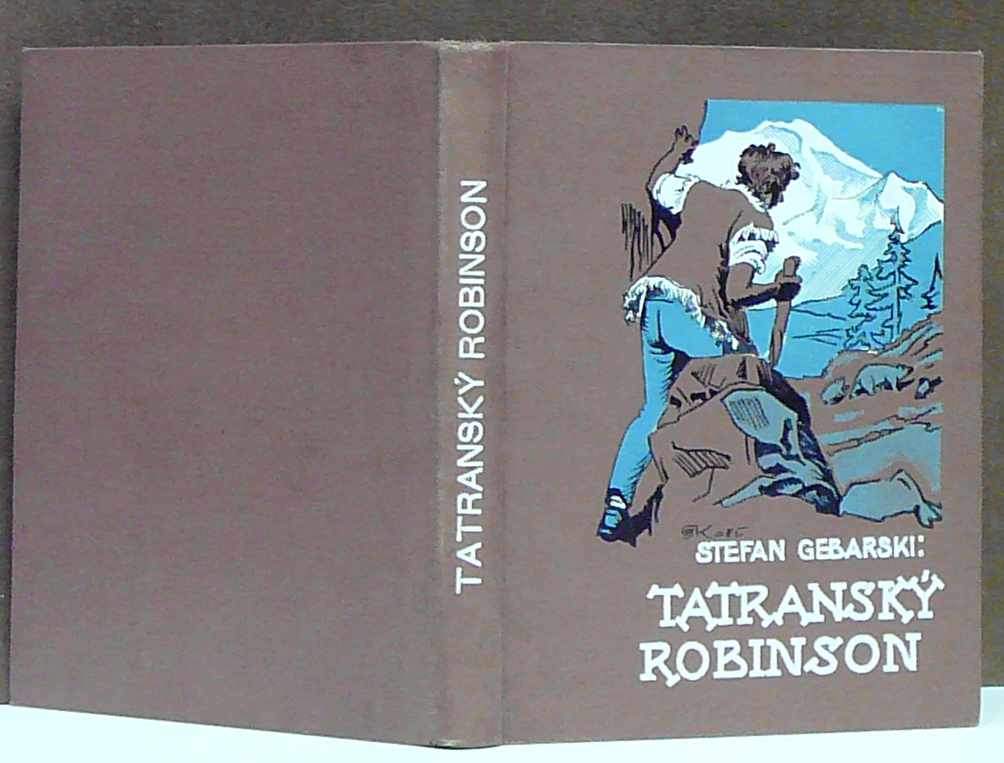 TATRANSKÝ ROBINSON
STEFAN GEBARSKI:
TATRANSKÝ
ROBINSON